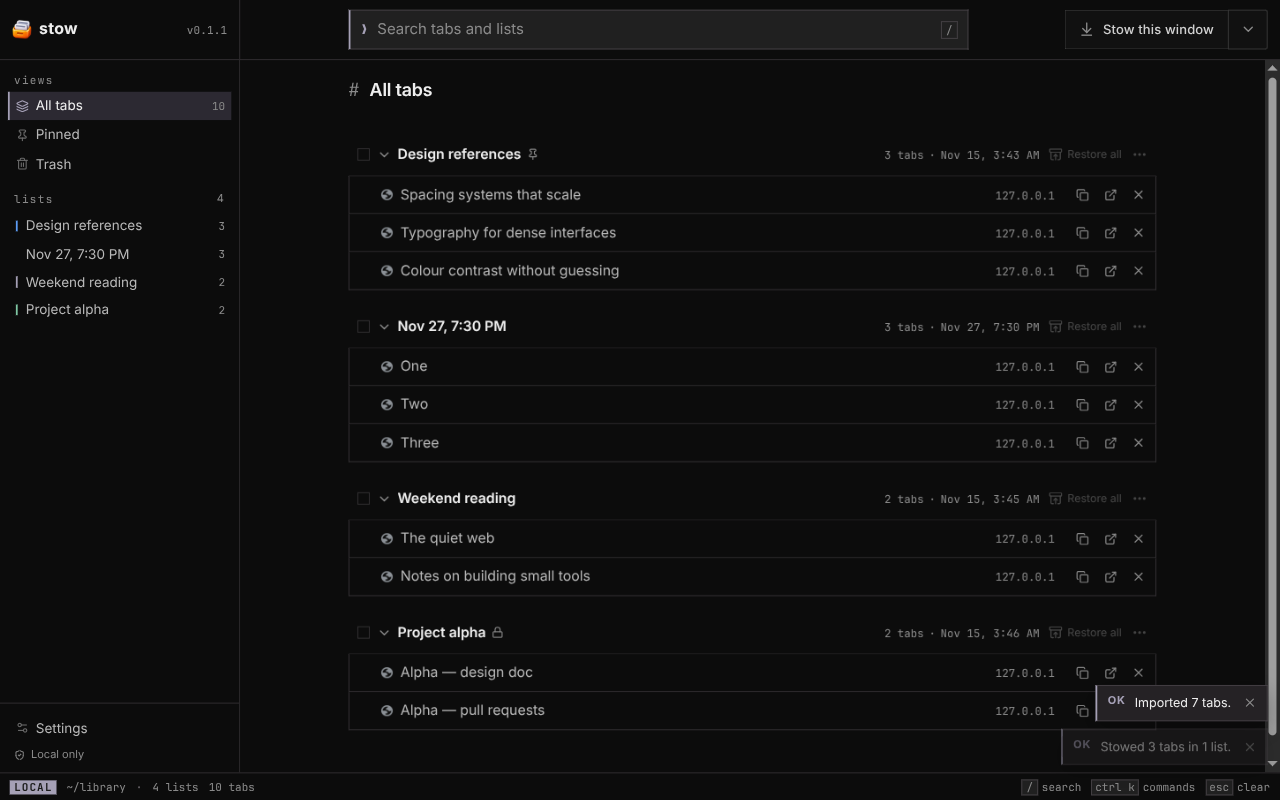 stow v0.1.1
Search tabs and lists /
Stow this window
views
All tabs 10
Pinned
Trash
lists 4
Design references 3
Nov 27, 7:30 PM 3
Weekend reading 2
Project alpha 2
Settings
Local only
# All tabs
Design references 3 tabs · Nov 15, 3:43 AM Restore all
Spacing systems that scale 127.0.0.1
Typography for dense interfaces 127.0.0.1
Colour contrast without guessing 127.0.0.1
Nov 27, 7:30 PM 3 tabs · Nov 27, 7:30 PM Restore all
One 127.0.0.1
Two 127.0.0.1
Three 127.0.0.1
Weekend reading 2 tabs · Nov 15, 3:45 AM Restore all
The quiet web 127.0.0.1
Notes on building small tools 127.0.0.1
Project alpha 2 tabs · Nov 15, 3:46 AM Restore all
Alpha — design doc 127.0.0.1
Alpha — pull requests 127.0.0.1
OK Imported 7 tabs.
OK Stowed 3 tabs in 1 list.
LOCAL ~/library · 4 lists 10 tabs
/ search ctrl k commands esc clear